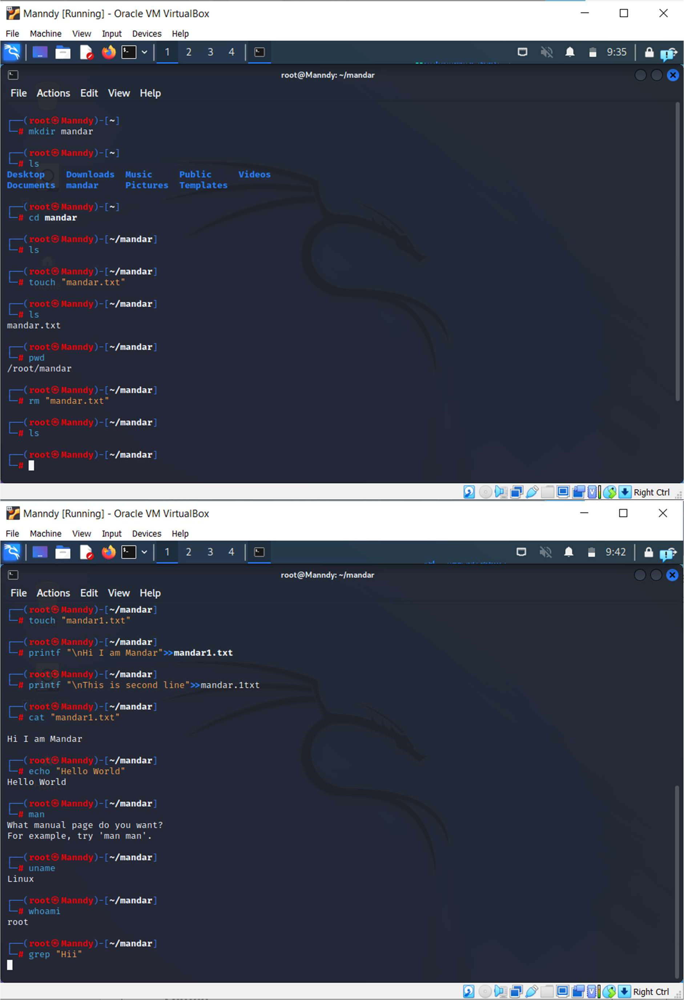 Manndy [Running] - Oracle VM VirtualBox
File Machine View Input Devices Help
1 2 3 4 9:35
root@Manndy: ~/mandar
File Actions Edit View Help
┌──(root㉿Manndy)-[~]
└─# mkdir mandar
┌──(root㉿Manndy)-[~]
└─# ls
Desktop Downloads Music Public Videos
Documents mandar Pictures Templates
┌──(root㉿Manndy)-[~]
└─# cd mandar
┌──(root㉿Manndy)-[~/mandar]
└─# ls
┌──(root㉿Manndy)-[~/mandar]
└─# touch "mandar.txt"
┌──(root㉿Manndy)-[~/mandar]
└─# ls
mandar.txt
┌──(root㉿Manndy)-[~/mandar]
└─# pwd
/root/mandar
┌──(root㉿Manndy)-[~/mandar]
└─# rm "mandar.txt"
┌──(root㉿Manndy)-[~/mandar]
└─# ls
┌──(root㉿Manndy)-[~/mandar]
└─#
Right Ctrl
Manndy [Running] - Oracle VM VirtualBox
File Machine View Input Devices Help
1 2 3 4 9:42
root@Manndy: ~/mandar
File Actions Edit View Help
┌──(root㉿Manndy)-[~/mandar]
└─# touch "mandar1.txt"
┌──(root㉿Manndy)-[~/mandar]
└─# printf "\nHi I am Mandar">>mandar1.txt
┌──(root㉿Manndy)-[~/mandar]
└─# printf "\nThis is second line">>mandar.1txt
┌──(root㉿Manndy)-[~/mandar]
└─# cat "mandar1.txt"
Hi I am Mandar
┌──(root㉿Manndy)-[~/mandar]
└─# echo "Hello World"
Hello World
┌──(root㉿Manndy)-[~/mandar]
└─# man
What manual page do you want?
For example, try 'man man'.
┌──(root㉿Manndy)-[~/mandar]
└─# uname
Linux
┌──(root㉿Manndy)-[~/mandar]
└─# whoami
root
┌──(root㉿Manndy)-[~/mandar]
└─# grep "Hii"
Right Ctrl